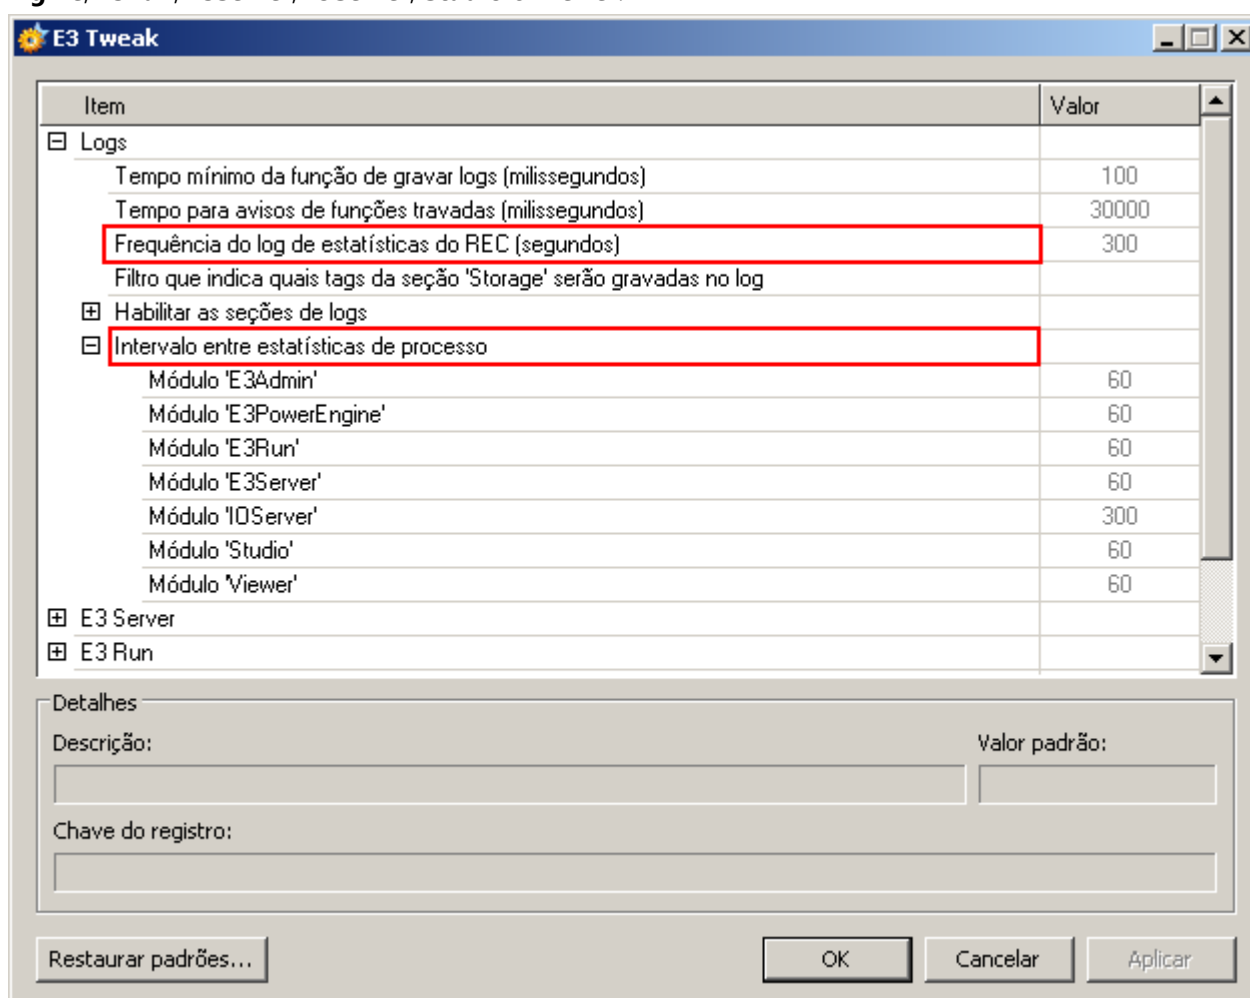 E3 Tweak
Item Valor
Logs
Tempo mínimo da função de gravar logs (milissegundos) 100
Tempo para avisos de funções travadas (milissegundos) 30000
Frequência do log de estatísticas do REC (segundos) 300
Filtro que indica quais tags da seção 'Storage' serão gravadas no log
Habilitar as seções de logs
Intervalo entre estatísticas de processo
Módulo 'E3Admin' 60
Módulo 'E3PowerEngine' 60
Módulo 'E3Run' 60
Módulo 'E3Server' 60
Módulo 'IOServer' 300
Módulo 'Studio' 60
Módulo 'Viewer' 60
E3 Server
E3 Run
Detalhes
Descrição: Valor padrão:
Chave do registro:
Restaurar padrões... OK Cancelar Aplicar